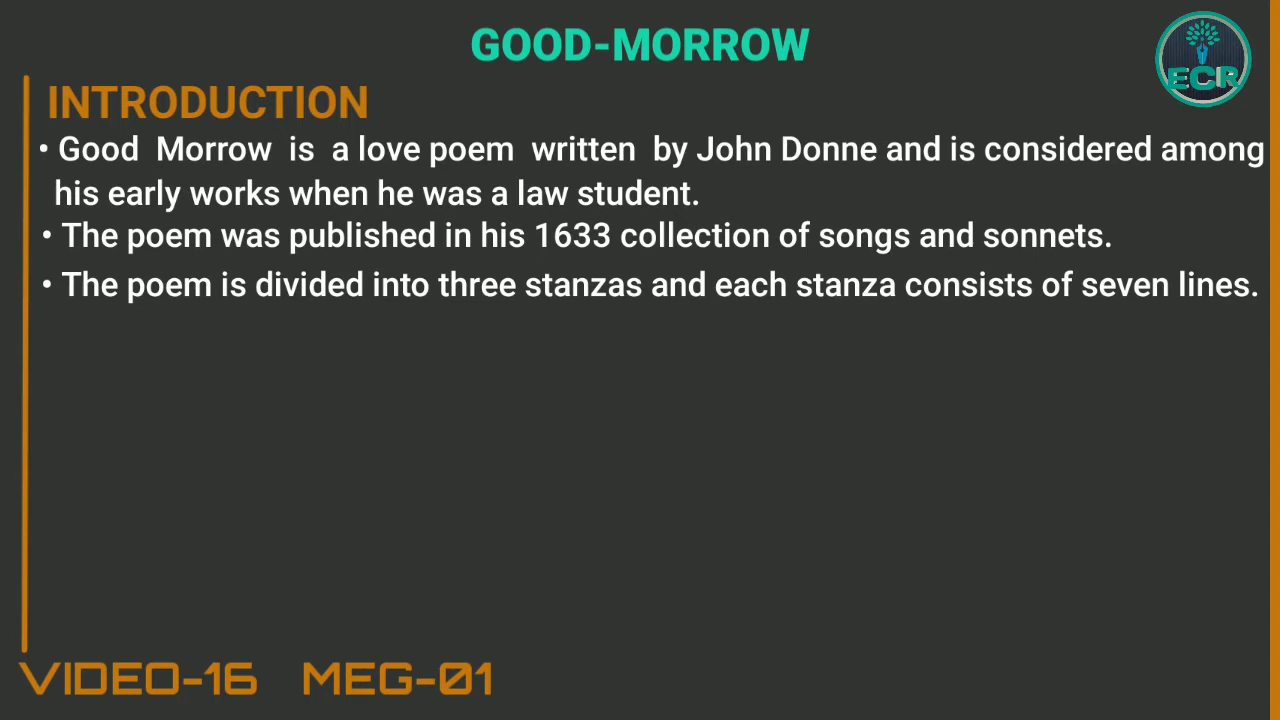 GOOD-MORROW
ECR
INTRODUCTION
• Good Morrow is a love poem written by John Donne and is considered among
his early works when he was a law student.
• The poem was published in his 1633 collection of songs and sonnets.
• The poem is divided into three stanzas and each stanza consists of seven lines.
VIDEO-16 MEG-01